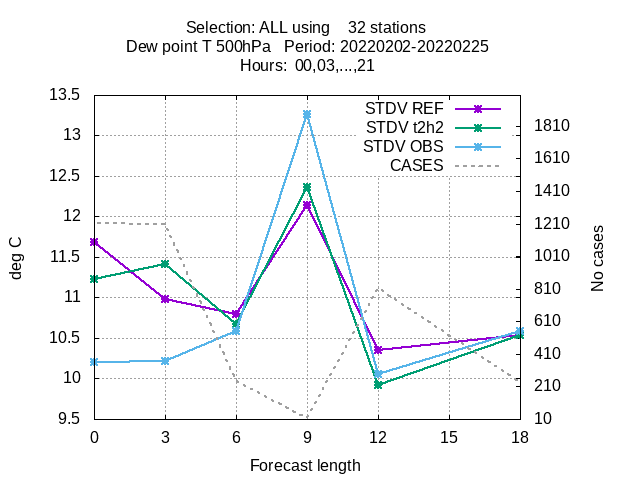 Selection: ALL using    32 stations
Dew point T 500hPa   Period: 20220202-20220225
Hours:  00,03,...,21
STDV REF
STDV t2h2
STDV OBS
CASES
13.5
13
12.5
12
11.5
11
10.5
10
9.5
deg C
1810
1610
1410
1210
1010
810
610
410
210
10
No cases
0 3 6 9 12 15 18
Forecast length